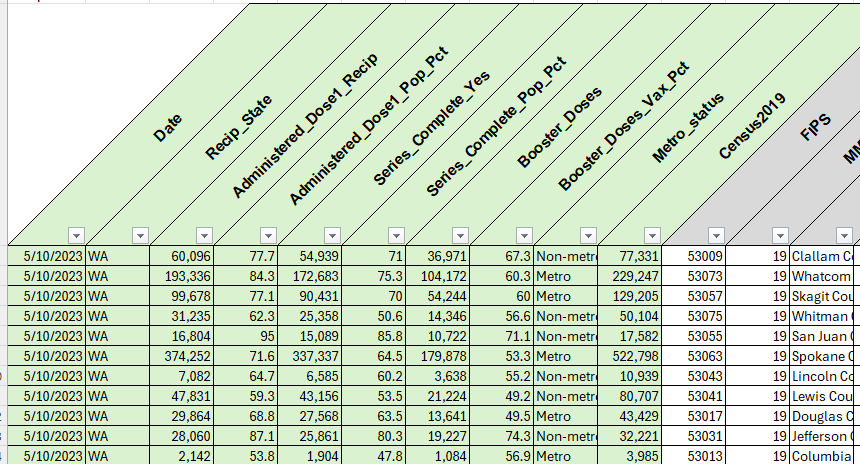 Date Recip_State Administered_Dose1_Recip Administered_Dose1_Pop_Pct Series_Complete_Yes Series_Complete_Pop_Pct Booster_Doses Booster_Doses_Vax_Pct Metro_status Census2019 FIPS MM
5/10/2023 WA 60,096 77.7 54,939 71 36,971 67.3 Non-metr 77,331 53009 19 Clallam C
5/10/2023 WA 193,336 84.3 172,683 75.3 104,172 60.3 Metro 229,247 53073 19 Whatcom
5/10/2023 WA 99,678 77.1 90,431 70 54,244 60 Metro 129,205 53057 19 Skagit Cou
5/10/2023 WA 31,235 62.3 25,358 50.6 14,346 56.6 Non-metr 50,104 53075 19 Whitman
5/10/2023 WA 16,804 95 15,089 85.8 10,722 71.1 Non-metr 17,582 53055 19 San Juan
5/10/2023 WA 374,252 71.6 337,337 64.5 179,878 53.3 Metro 522,798 53063 19 Spokane
5/10/2023 WA 7,082 64.7 6,585 60.2 3,638 55.2 Non-metr 10,939 53043 19 Lincoln Co
5/10/2023 WA 47,831 59.3 43,156 53.5 21,224 49.2 Non-metr 80,707 53041 19 Lewis Cou
5/10/2023 WA 29,864 68.8 27,568 63.5 13,641 49.5 Metro 43,429 53017 19 Douglas C
5/10/2023 WA 28,060 87.1 25,861 80.3 19,227 74.3 Non-metr 32,221 53031 19 Jefferson
5/10/2023 WA 2,142 53.8 1,904 47.8 1,084 56.9 Metro 3,985 53013 19 Columbia